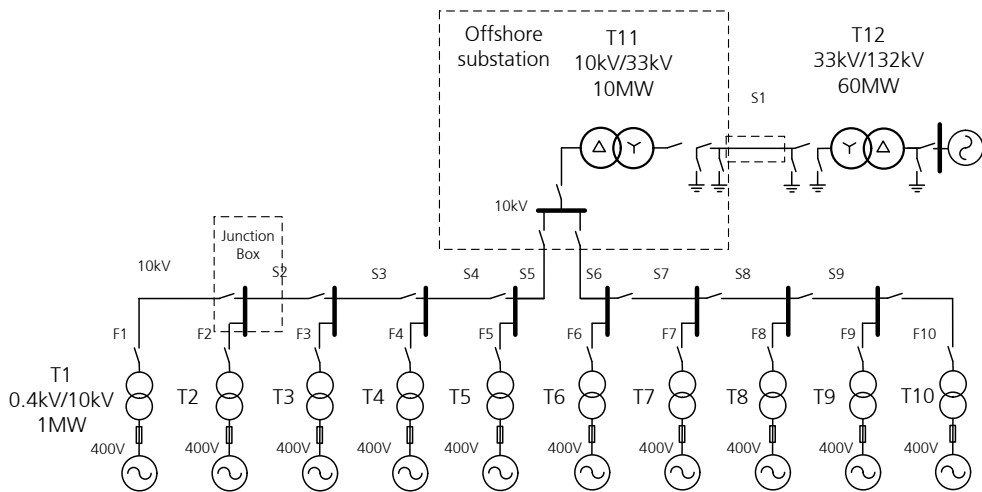 Offshore
substation
T11
10kV/33kV
10MW
T12
33kV/132kV
60MW
S1
10kV
Junction
Box
10kV
S2
S3
S4
S5
S6
S7
S8
S9
F1
F2
F3
F4
F5
F6
F7
F8
F9
F10
T1
0.4kV/10kV
1MW
T2
T3
T4
T5
T6
T7
T8
T9
T10
400V
400V
400V
400V
400V
400V
400V
400V
400V
400V